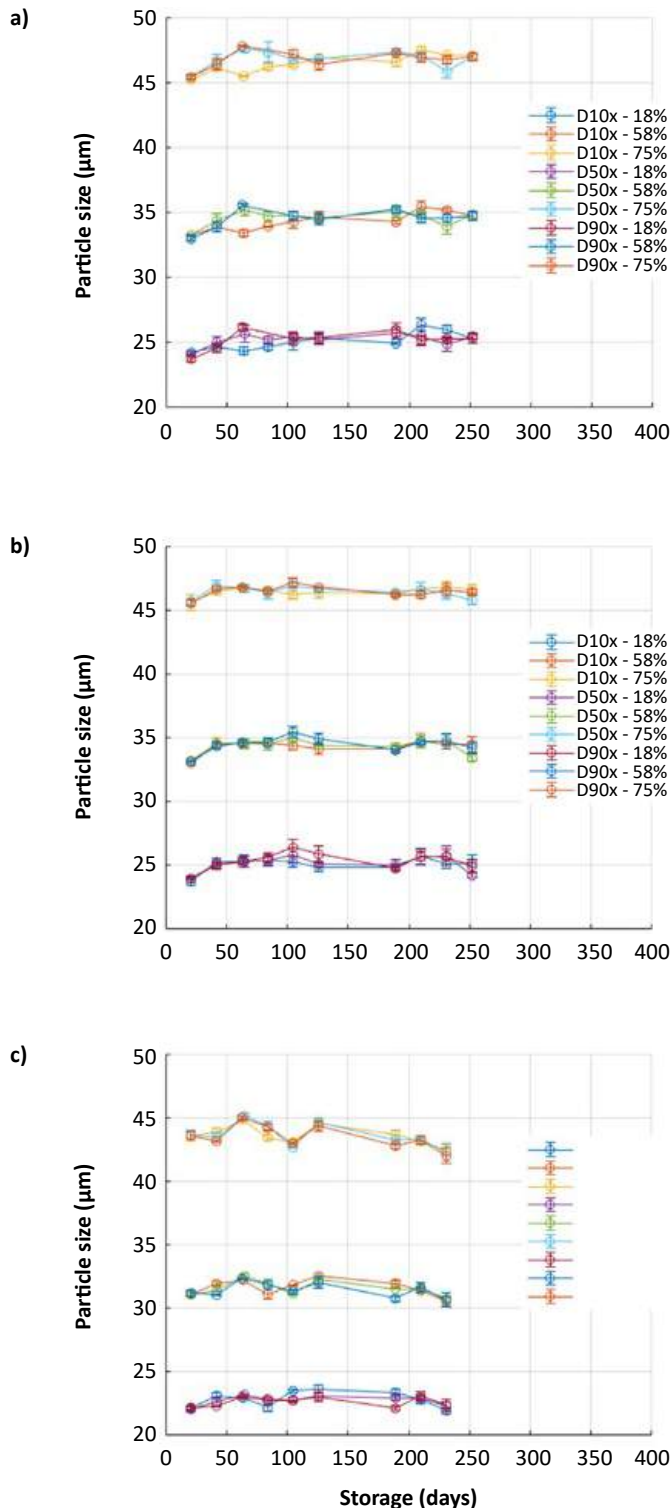 a)
50
45
40
35
30
25
20
Particle size (µm)
0 50 100 150 200 250 300 350 400
D10x - 18%
D10x - 58%
D10x - 75%
D50x - 18%
D50x - 58%
D50x - 75%
D90x - 18%
D90x - 58%
D90x - 75%
b)
50
45
40
35
30
25
20
Particle size (µm)
0 50 100 150 200 250 300 350 400
D10x - 18%
D10x - 58%
D10x - 75%
D50x - 18%
D50x - 58%
D50x - 75%
D90x - 18%
D90x - 58%
D90x - 75%
c)
50
45
40
35
30
25
20
Particle size (µm)
0 50 100 150 200 250 300 350 400
Storage (days)